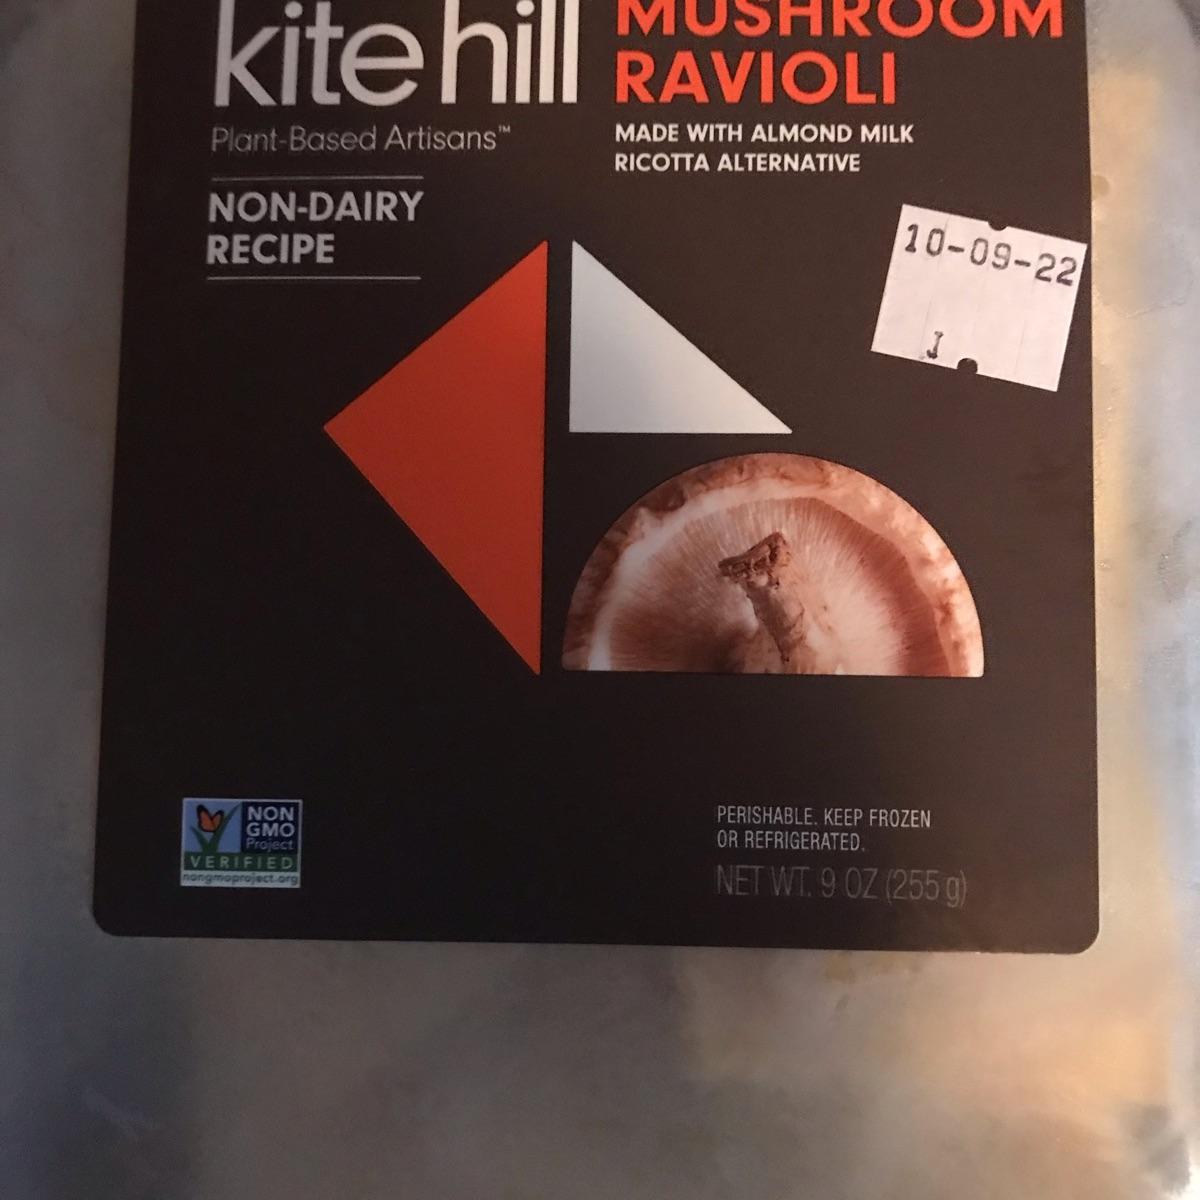 kite hill
Plant-Based Artisans™
NON-DAIRY
RECIPE
MUSHROOM
RAVIOLI
MADE WITH ALMOND MILK
RICOTTA ALTERNATIVE
10-09-22
J
NON
GMO
Project
VERIFIED
nongmoproject.org
PERISHABLE. KEEP FROZEN
OR REFRIGERATED.
NET WT. 9 OZ (255 g)